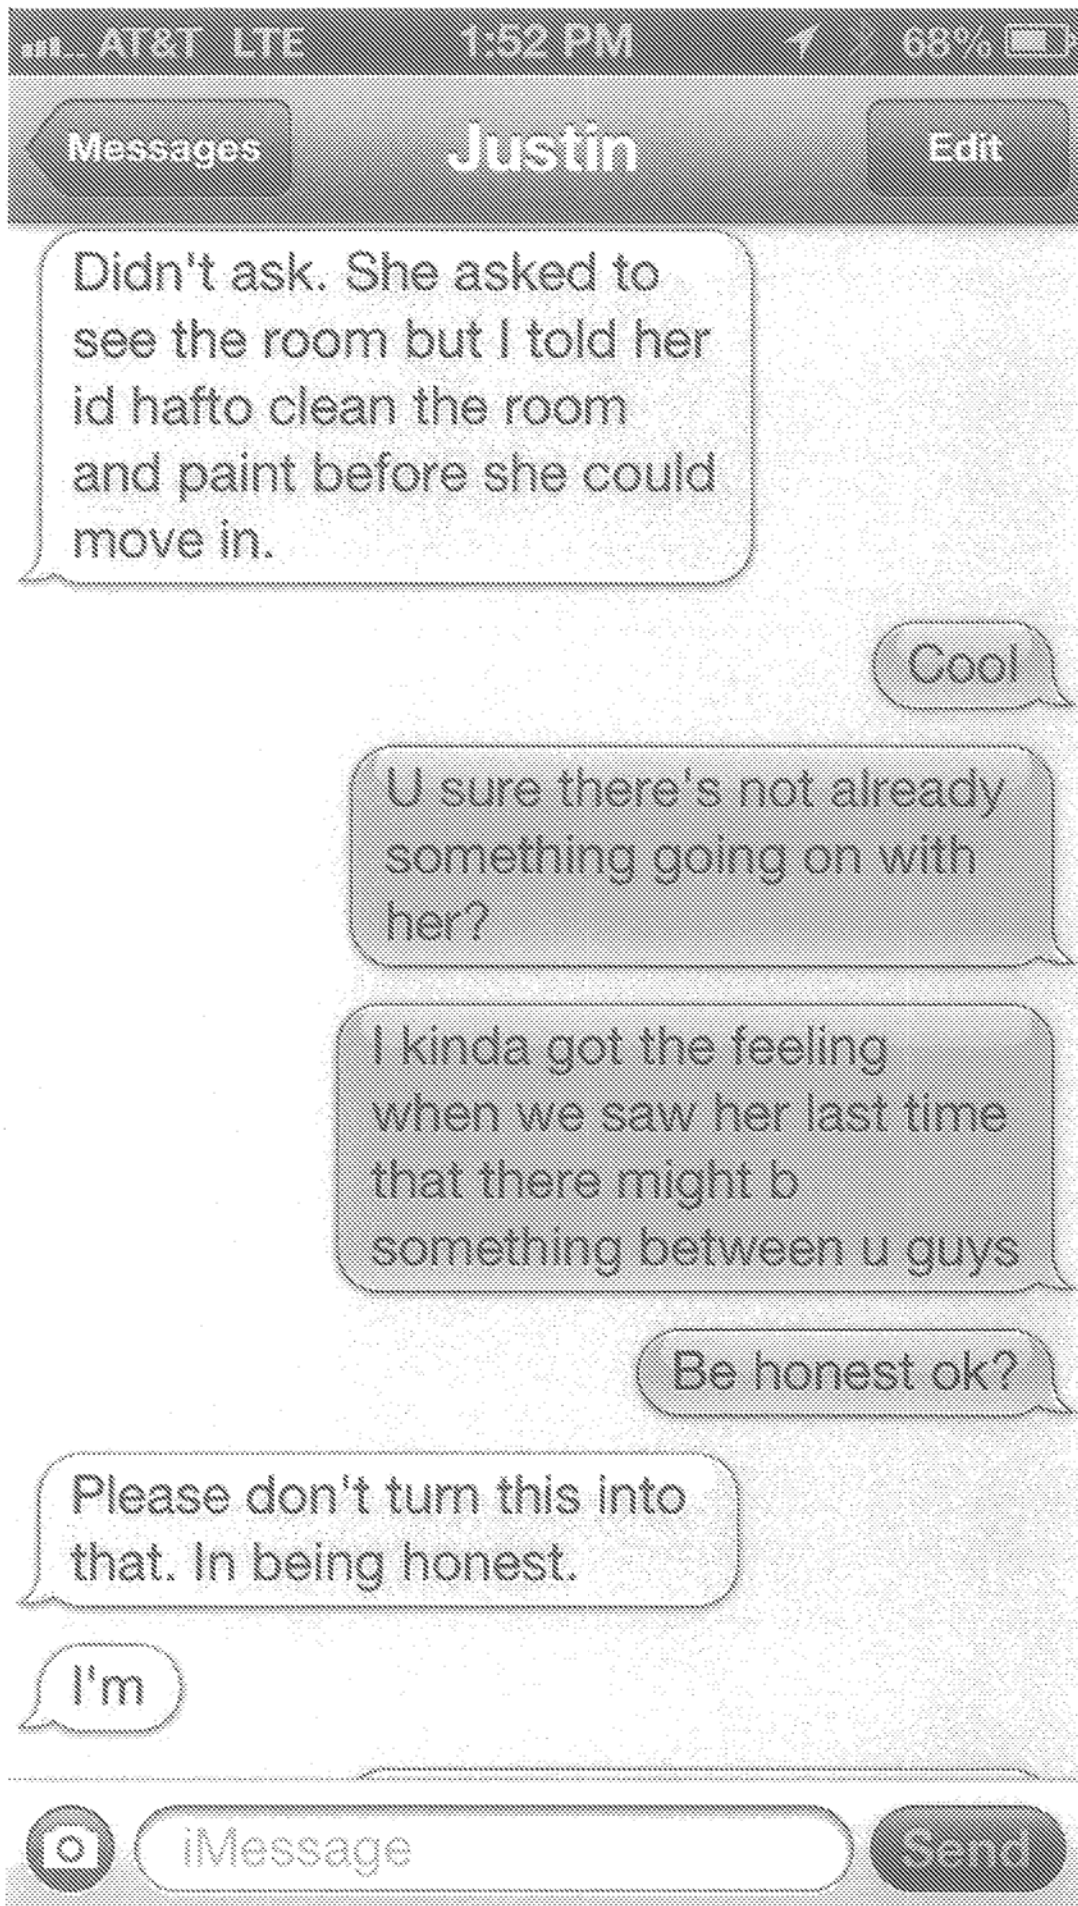 AT&T LTE 1:52 PM 68%
Messages Justin Edit
Didn't ask. She asked to
see the room but I told her
id hafto clean the room
and paint before she could
move in.
Cool
U sure there's not already
something going on with
her?
I kinda got the feeling
when we saw her last time
that there might b
something between u guys
Be honest ok?
Please don't turn this into
that. In being honest.
I'm
iMessage Send